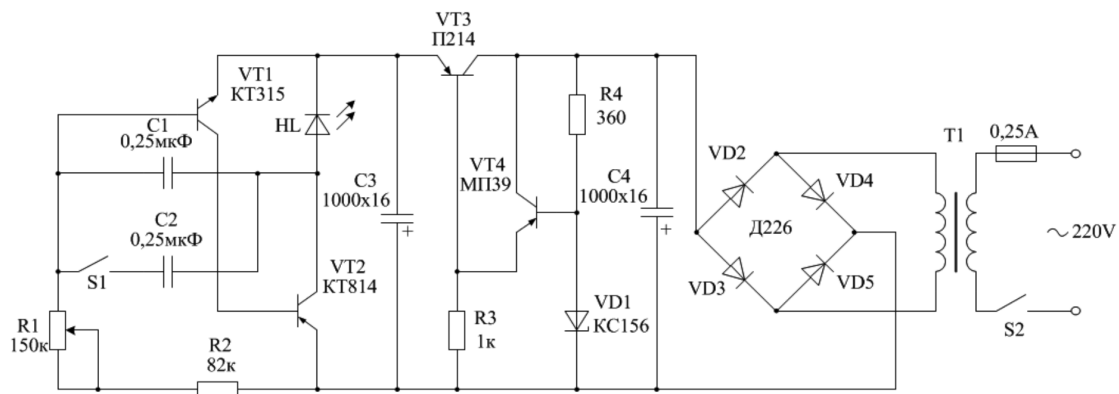 VT3
П214
VT1
КТ315
C1
0,25мкФ
HL
C2
0,25мкФ
S1
VT2
КТ814
R1
150к
R2
82к
C3
1000x16
+
VT4
МП39
R3
1к
R4
360
VD1
КС156
C4
1000x16
+
VD2
VD4
Д226
VD3
VD5
T1
0,25А
~220V
S2